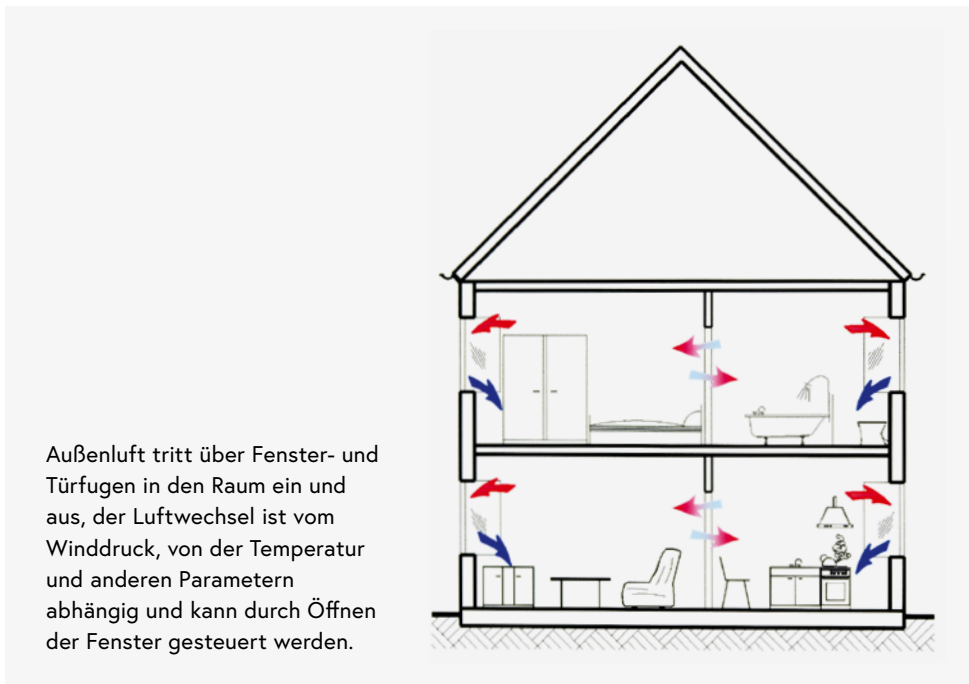 Außenluft tritt über Fenster- und
Türfugen in den Raum ein und
aus, der Luftwechsel ist vom
Winddruck, von der Temperatur
und anderen Parametern
abhängig und kann durch Öffnen
der Fenster gesteuert werden.